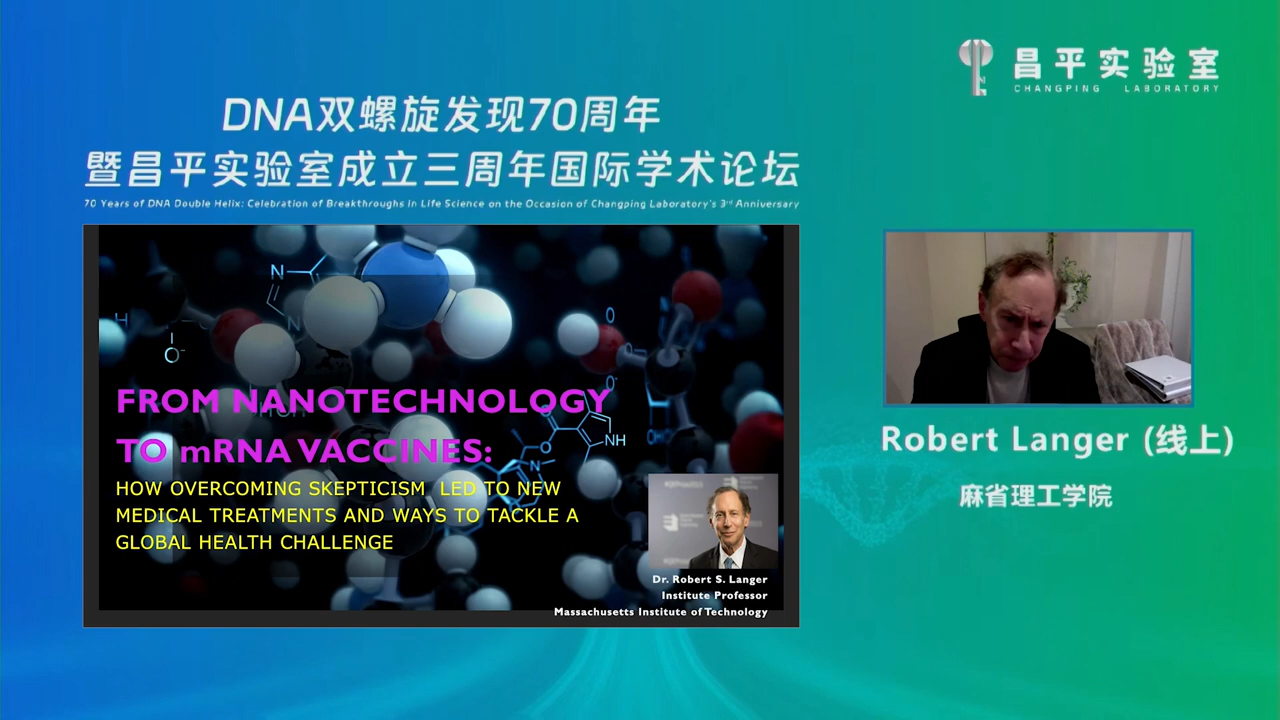 昌平实验室
CHANGPING LABORATORY
DNA双螺旋发现70周年
暨昌平实验室成立三周年国际学术论坛
70 Years of DNA Double Helix: Celebration of Breakthroughs in Life Science on the Occasion of Changping Laboratory's 3rd Anniversary
FROM NANOTECHNOLOGY
TO mRNA VACCINES:
HOW OVERCOMING SKEPTICISM LED TO NEW
MEDICAL TREATMENTS AND WAYS TO TACKLE A
GLOBAL HEALTH CHALLENGE
Dr. Robert S. Langer
Institute Professor
Massachusetts Institute of Technology
Robert Langer (线上)
麻省理工学院
N
N
H
O⁻
O
O
O⁻
OH
HOH
O
N
NH